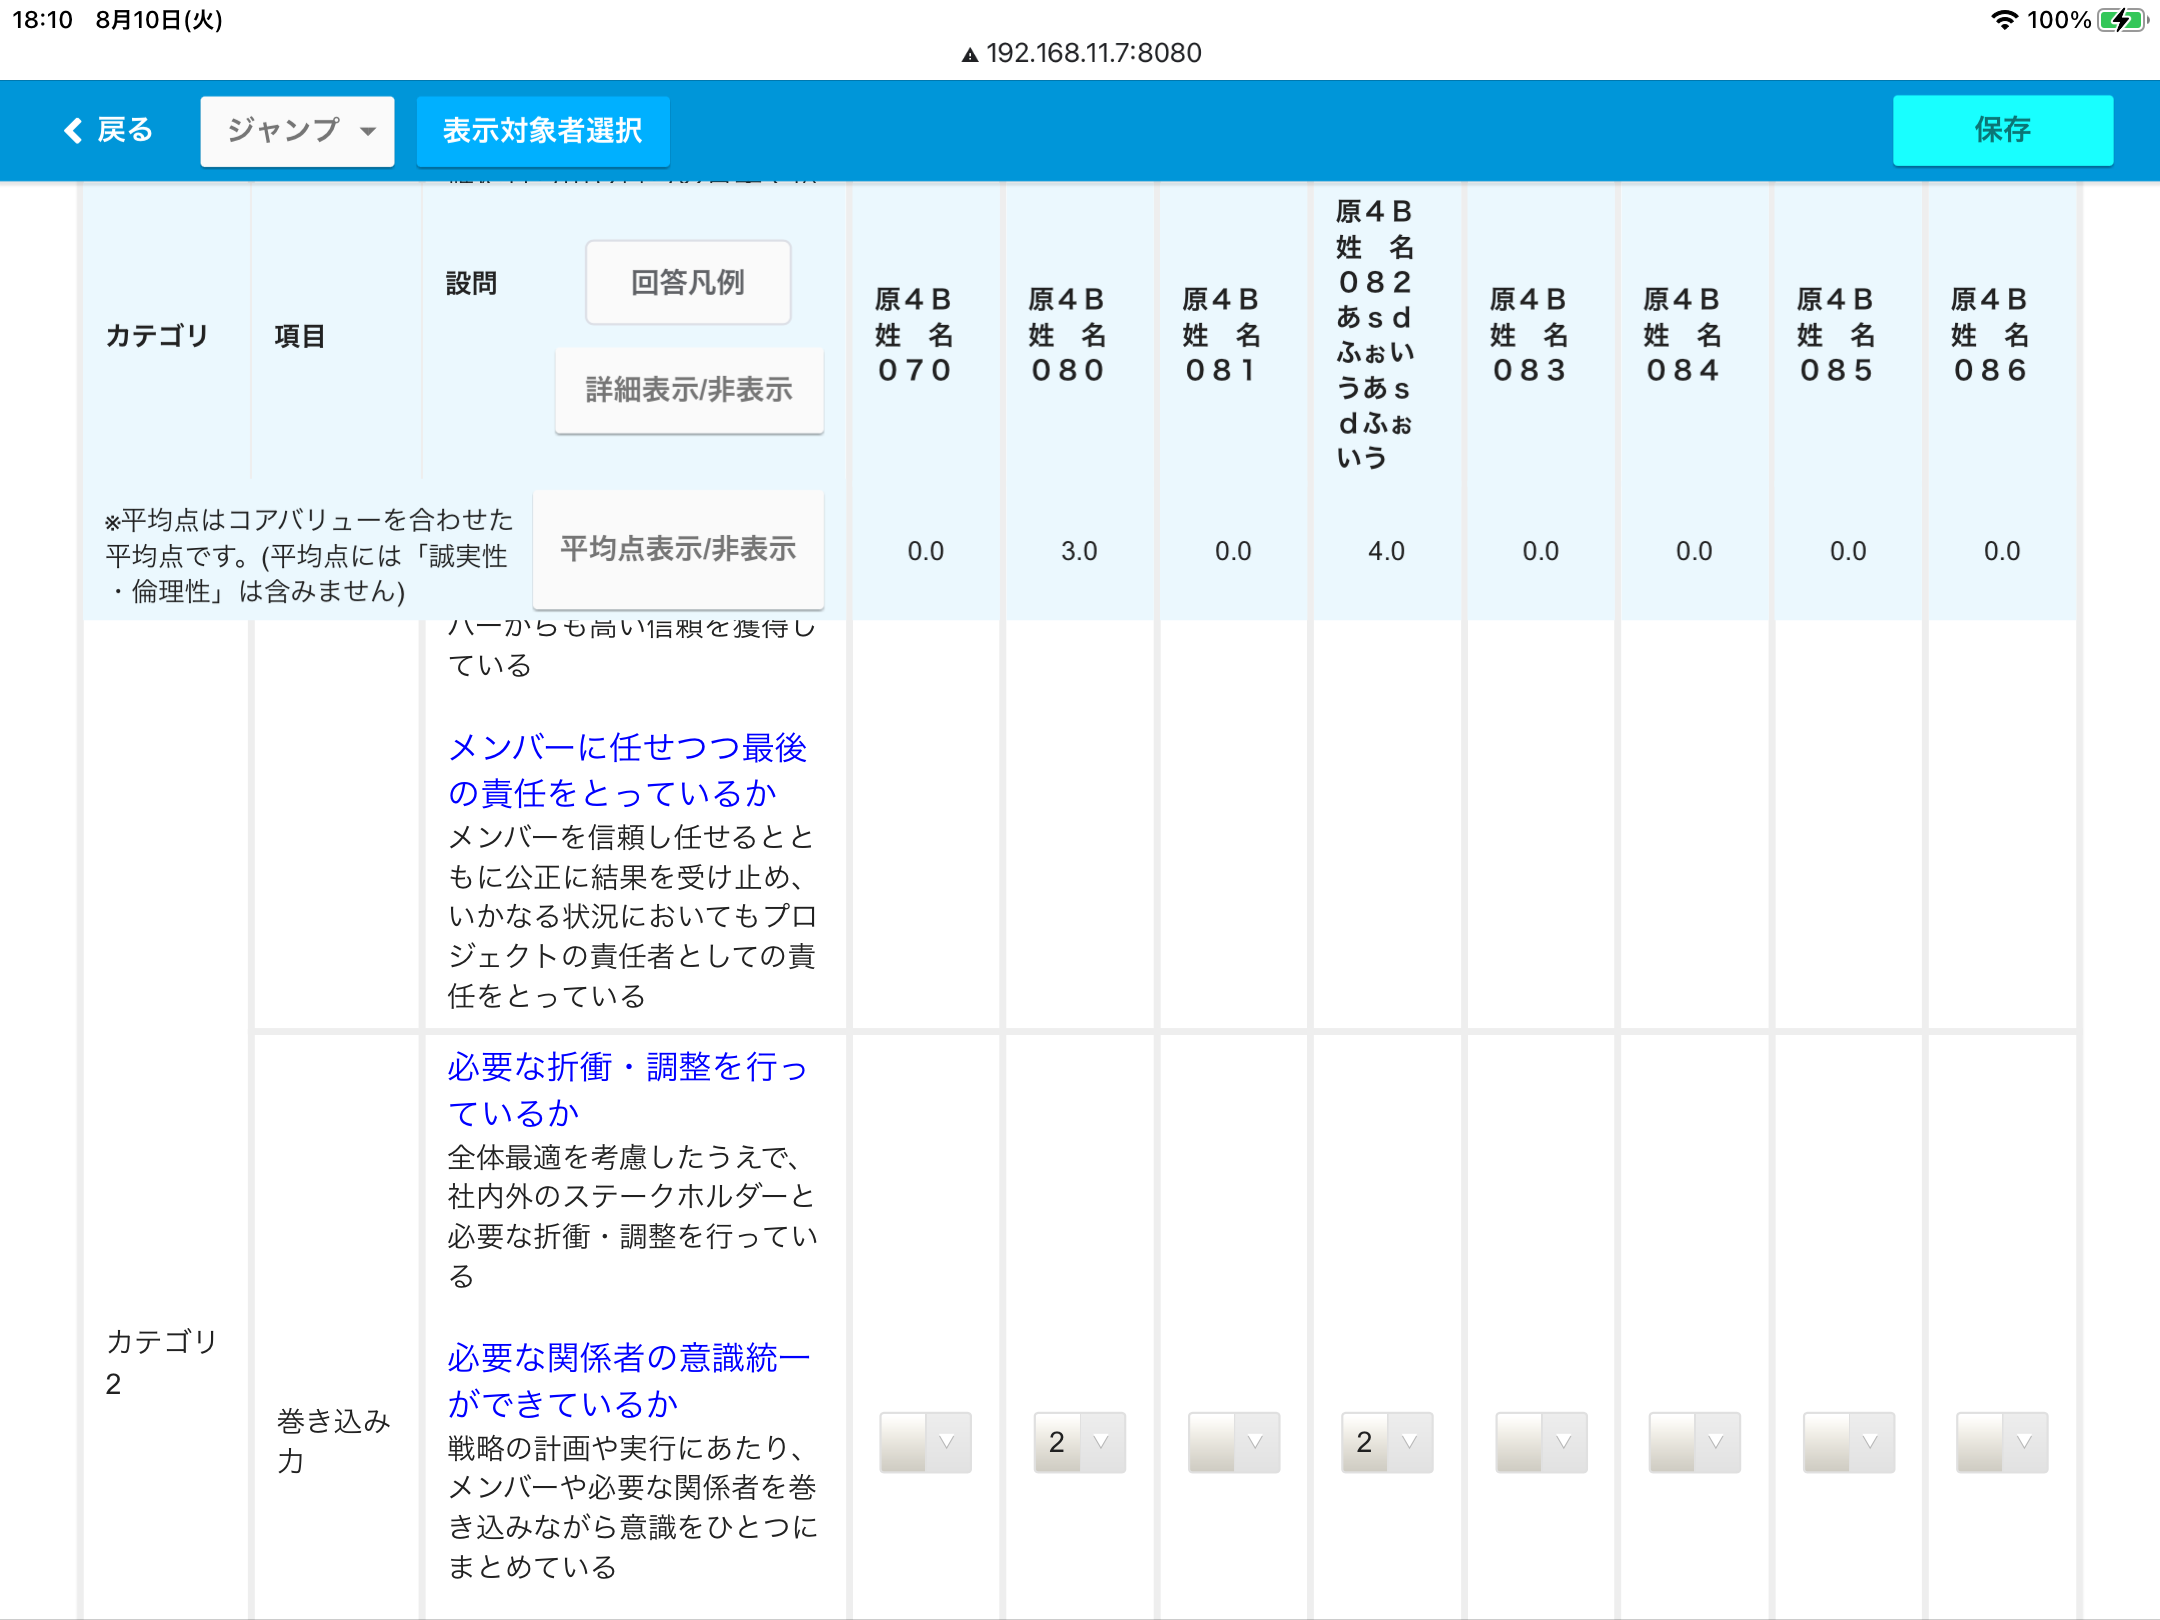 18:10 8月10日(火)
100%
192.168.11.7:8080
戻る
ジャンプ
表示対象者選択
保存
カテゴリ
項目
設問
回答凡例
詳細表示/非表示
原４Ｂ
姓　名
０７０
原４Ｂ
姓　名
０８０
原４Ｂ
姓　名
０８１
原４Ｂ
姓　名
０８２
あｓｄ
ふぉい
うあｓ
ｄふぉ
いう
原４Ｂ
姓　名
０８３
原４Ｂ
姓　名
０８４
原４Ｂ
姓　名
０８５
原４Ｂ
姓　名
０８６
※平均点はコアバリューを合わせた
平均点です。(平均点には「誠実性
・倫理性」は含みません)
平均点表示/非表示
0.0
3.0
0.0
4.0
0.0
0.0
0.0
0.0
バーからも高い信頼を獲得し
ている
メンバーに任せつつ最後
の責任をとっているか
メンバーを信頼し任せるとと
もに公正に結果を受け止め、
いかなる状況においてもプロ
ジェクトの責任者としての責
任をとっている
カテゴリ
2
巻き込み
力
必要な折衝・調整を行っ
ているか
全体最適を考慮したうえで、
社内外のステークホルダーと
必要な折衝・調整を行ってい
る
必要な関係者の意識統一
ができているか
戦略の計画や実行にあたり、
メンバーや必要な関係者を巻
き込みながら意識をひとつに
まとめている
2
2